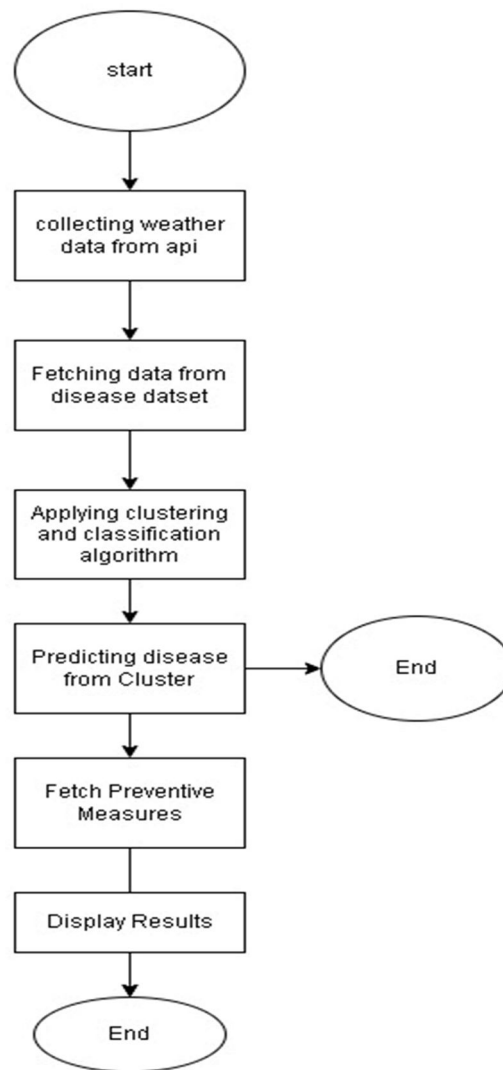 start
collecting weather
data from api
Fetching data from
disease datset
Applying clustering
and classification
algorithm
Predicting disease
from Cluster
End
Fetch Preventive
Measures
Display Results
End